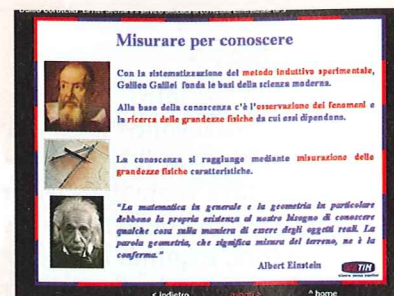 Misurare per conoscere
Con la sistematizzazione del metodo induttivo sperimentale,
Galileo Galilei fonda le basi della scienza moderna.
Alla base della conoscenza c'è l'osservazione dei fenomeni e
la ricerca delle grandezze fisiche da cui essi dipendono.
La conoscenza si raggiunge mediante misurazione delle
grandezze fisiche caratteristiche.
"La matematica in generale e la geometria in particolare
debbono la propria esistenza al nostro bisogno di conoscere
qualche cosa sulla maniera di essere degli oggetti reali. La
parola geometria, che significa misura del terreno, ne è la
conferma."
Albert Einstein
TIM
< indietro
^ home